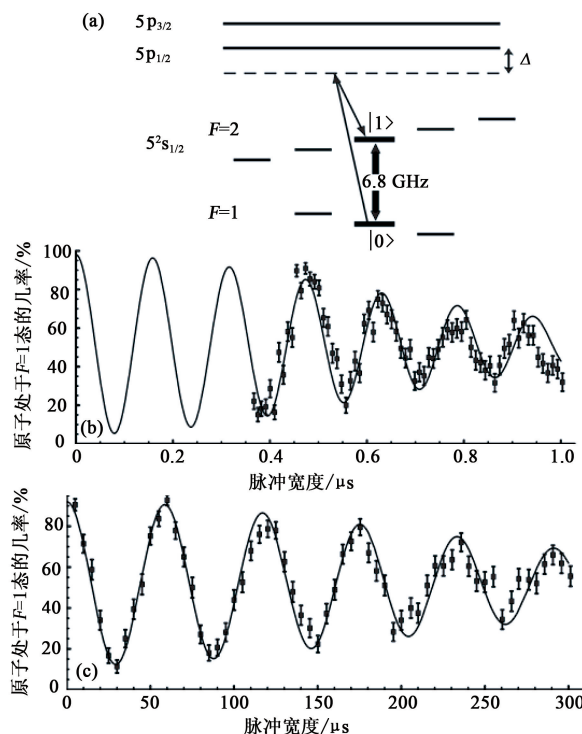 (a)
5p3/2
5p1/2
Δ
|1>
F=2
5²s1/2
6.8 GHz
F=1
|0>
原子处于F=1态的几率/%
100
80
60
40
20
0
(b)
0
0.2
0.4
0.6
0.8
1.0
脉冲宽度/μs
原子处于F=1态的几率/%
80
60
40
20
0
(c)
0
50
100
150
200
250
300
脉冲宽度/μs